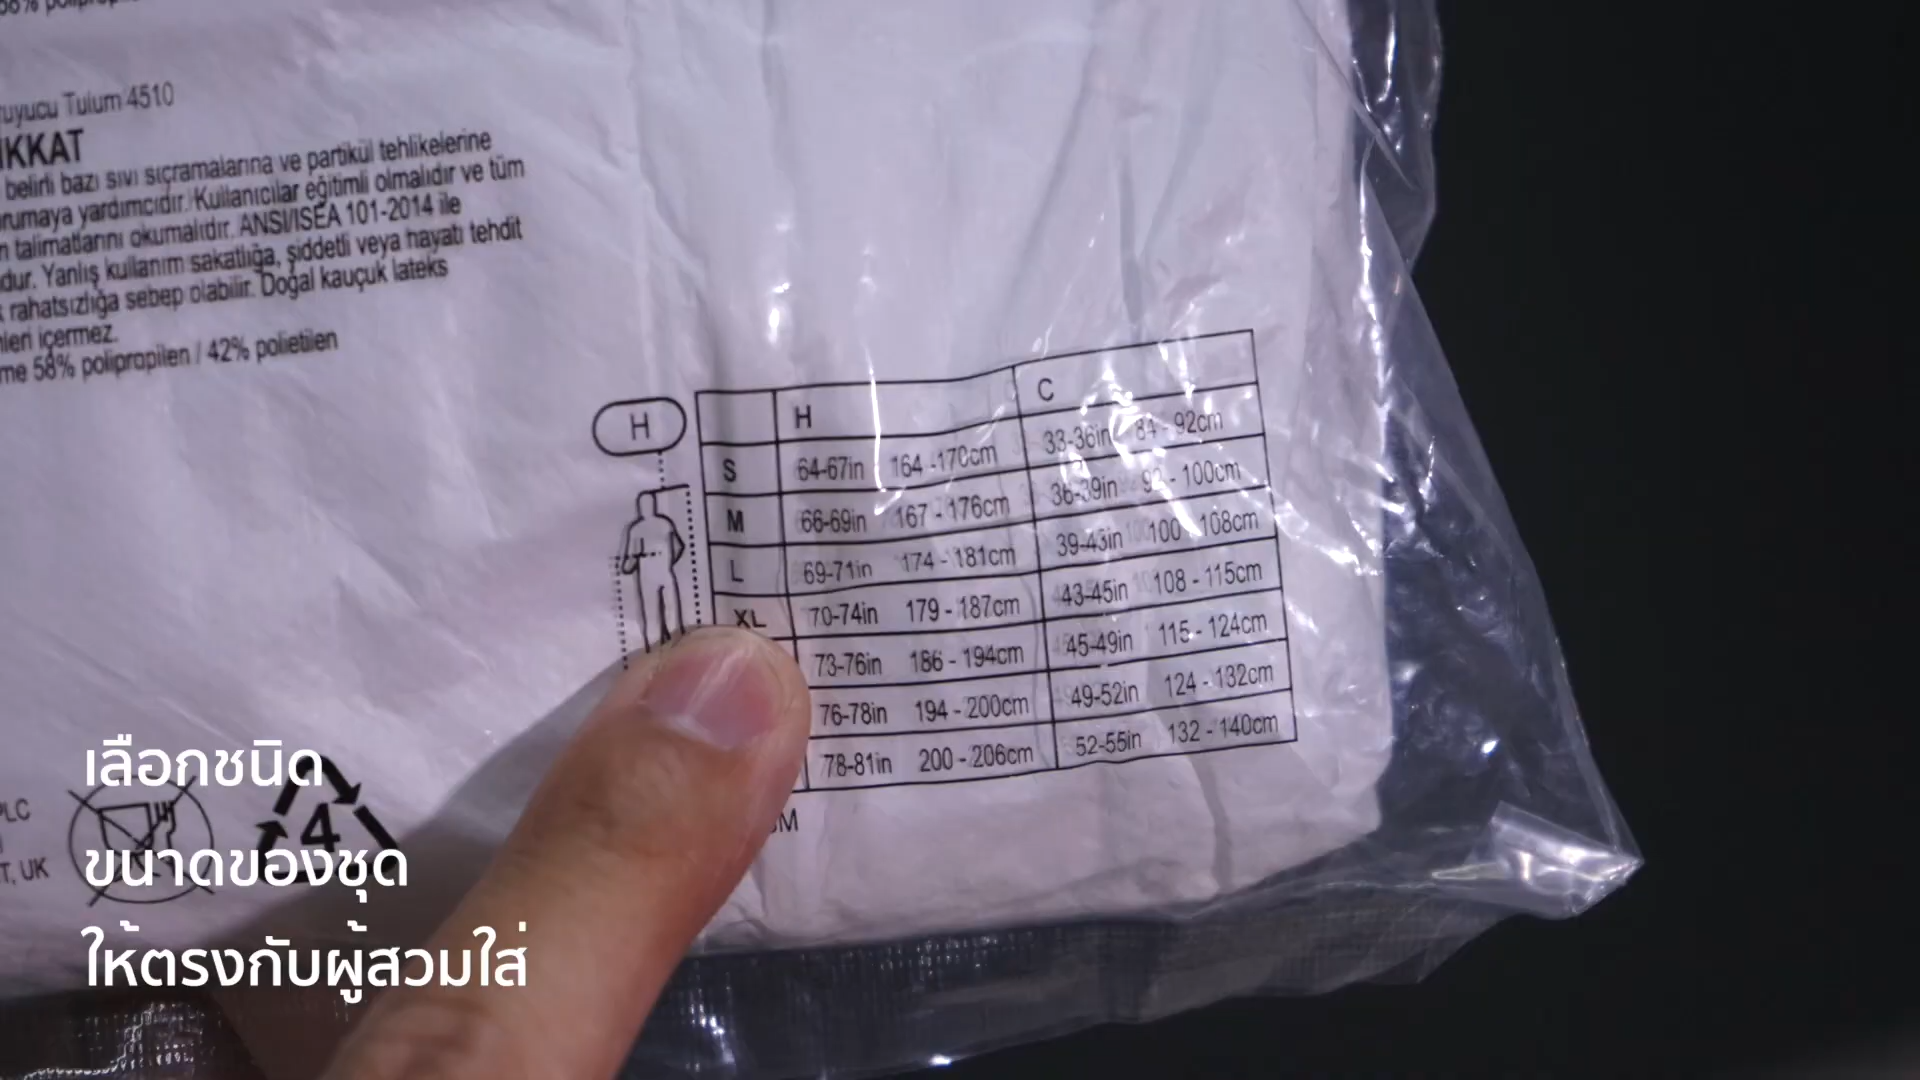 uyucu Tulum 4510
IKKAT
belirli bazı sıvı sıçramalarına ve partikül tehlikelerine
rumaya yardımcıdır. Kullanıcılar eğitimli olmalıdır ve tüm
n talimatlarını okumalıdır. ANSI/ISEA 101-2014 ile
dur. Yanlış kullanım sakatlığa, şiddetli veya hayatı tehdit
k rahatsızlığa sebep olabilir. Doğal kauçuk lateks
leri içermez.
me 58% polipropilen / 42% polietilen
H
H C
S 64-67in 164 - 170cm 33-36in 84 - 92cm
M 66-69in 167 - 176cm 36-39in 92 - 100cm
L 69-71in 174 - 181cm 39-43in 100 - 108cm
XL 70-74in 179 - 187cm 43-45in 108 - 115cm
73-76in 186 - 194cm 45-49in 115 - 124cm
76-78in 194 - 200cm 49-52in 124 - 132cm
78-81in 200 - 206cm 52-55in 132 - 140cm
PLC
T, UK
4
เลือกชนิด
ขนาดของชุด
ให้ตรงกับผู้สวมใส่